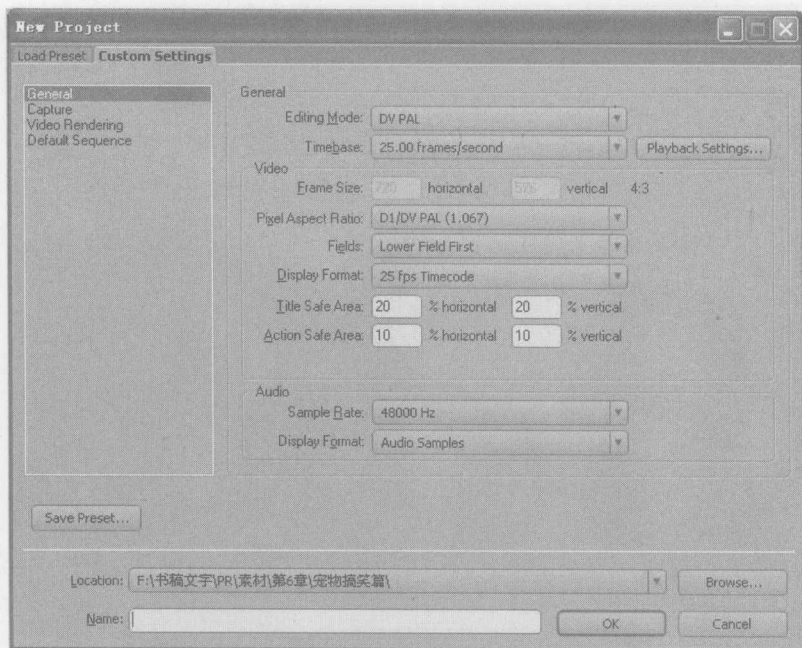 New Project
Load Preset Custom Settings
General
Capture
Video Rendering
Default Sequence
General
Editing Mode: DV PAL
Timebase: 25.00 frames/second Playback Settings...
Video
Frame Size: 720 horizontal 576 vertical 4:3
Pixel Aspect Ratio: D1/DV PAL (1.067)
Fields: Lower Field First
Display Format: 25 fps Timecode
Title Safe Area: 20 % horizontal 20 % vertical
Action Safe Area: 10 % horizontal 10 % vertical
Audio
Sample Rate: 48000 Hz
Display Format: Audio Samples
Save Preset...
Location: F:\书稿文字\PR\素材\第6章\宠物搞笑篇\ Browse...
Name: OK Cancel